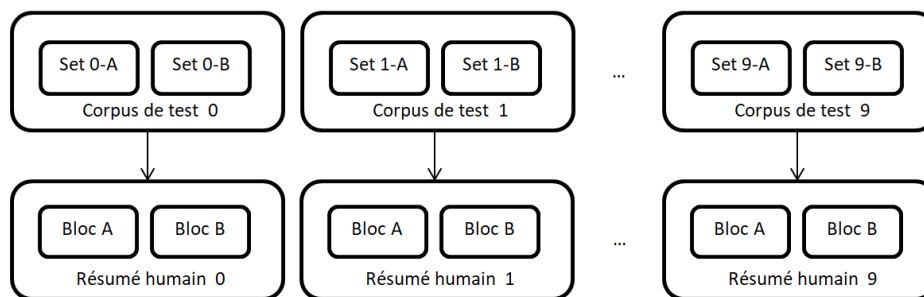 Set 0-A Set 0-B Set 1-A Set 1-B ... Set 9-A Set 9-B
Corpus de test 0 Corpus de test 1 Corpus de test 9
Bloc A Bloc B Bloc A Bloc B ... Bloc A Bloc B
Résumé humain 0 Résumé humain 1 Résumé humain 9